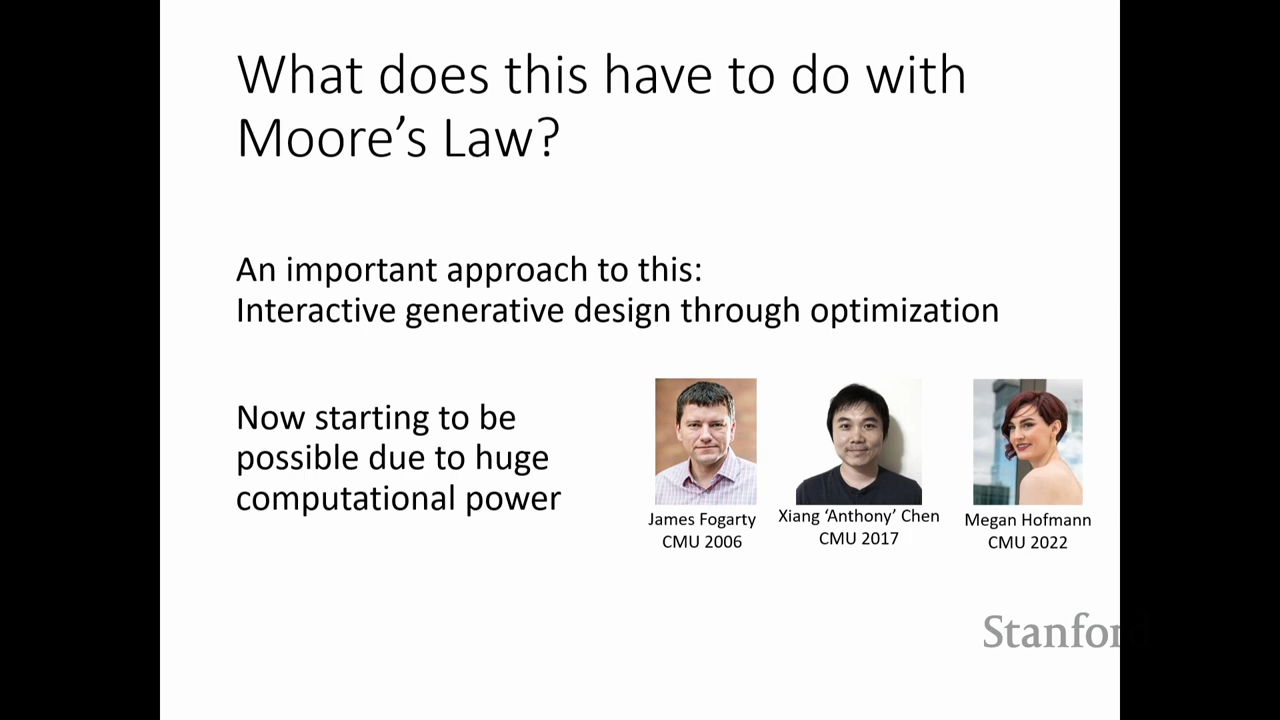 What does this have to do with
Moore’s Law?
An important approach to this:
Interactive generative design through optimization
Now starting to be
possible due to huge
computational power
James Fogarty
CMU 2006
Xiang ‘Anthony’ Chen
CMU 2017
Megan Hofmann
CMU 2022
Stanford